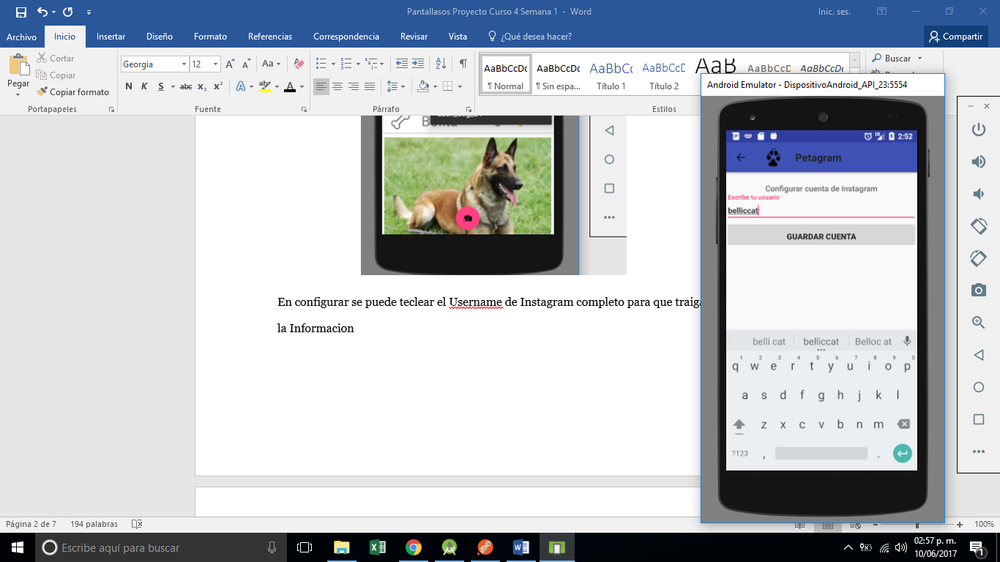 Pantallasos Proyecto Curso 4 Semana 1 - Word
Inic. ses.
Archivo Inicio Insertar Diseño Formato Referencias Correspondencia Revisar Vista ¿Qué desea hacer? Compartir
Pegar
Cortar
Copiar
Copiar formato
Portapapeles
Georgia 12
Aa
N K S abc x₂ x²
A A
Fuente
Párrafo
AaBbCcDc
¶ Normal
AaBbCcDc
¶ Sin espa...
AaBbCc
Título 1
AaBbCcD
Título 2
AaB
AaBbCcD
AaBbCcDc
Estilos
Buscar
Android Emulator - DispositivoAndroid_API_23:5554
2:52
Petagram
Configurar cuenta de Instagram
Escribe tu usuario
belliccat
GUARDAR CUENTA
belli cat belliccat Belloc at
1 2 3 4 5 6 7 8 9 0
q w e r t y u i o p
a s d f g h j k l
z x c v b n m
?123 , .
En configurar se puede teclear el Username de Instagram completo para que traiga
la Informacion
Página 2 de 7 194 palabras 100%
Escribe aquí para buscar
02:57 p. m.
10/06/2017
1